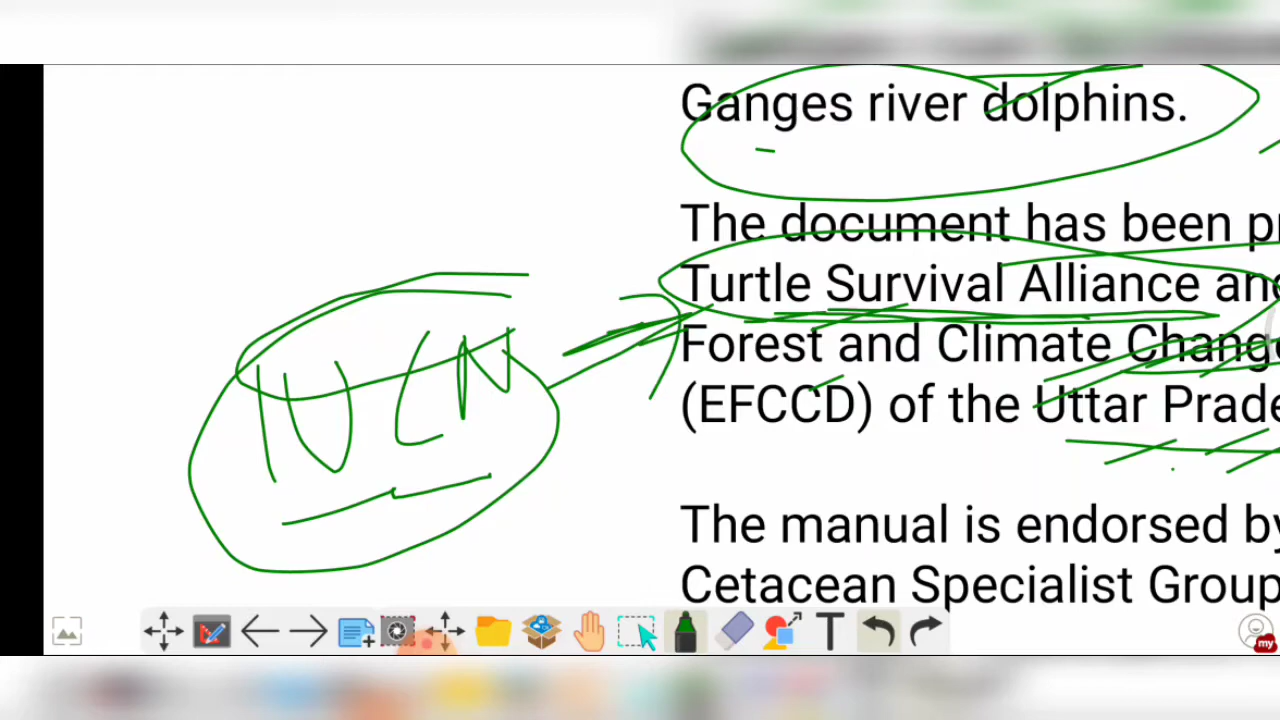 Ganges river dolphins.
The document has been pr
Turtle Survival Alliance and
IUCN
Forest and Climate Change
(EFCCD) of the Uttar Prade
The manual is endorsed by
Cetacean Specialist Group
T
my